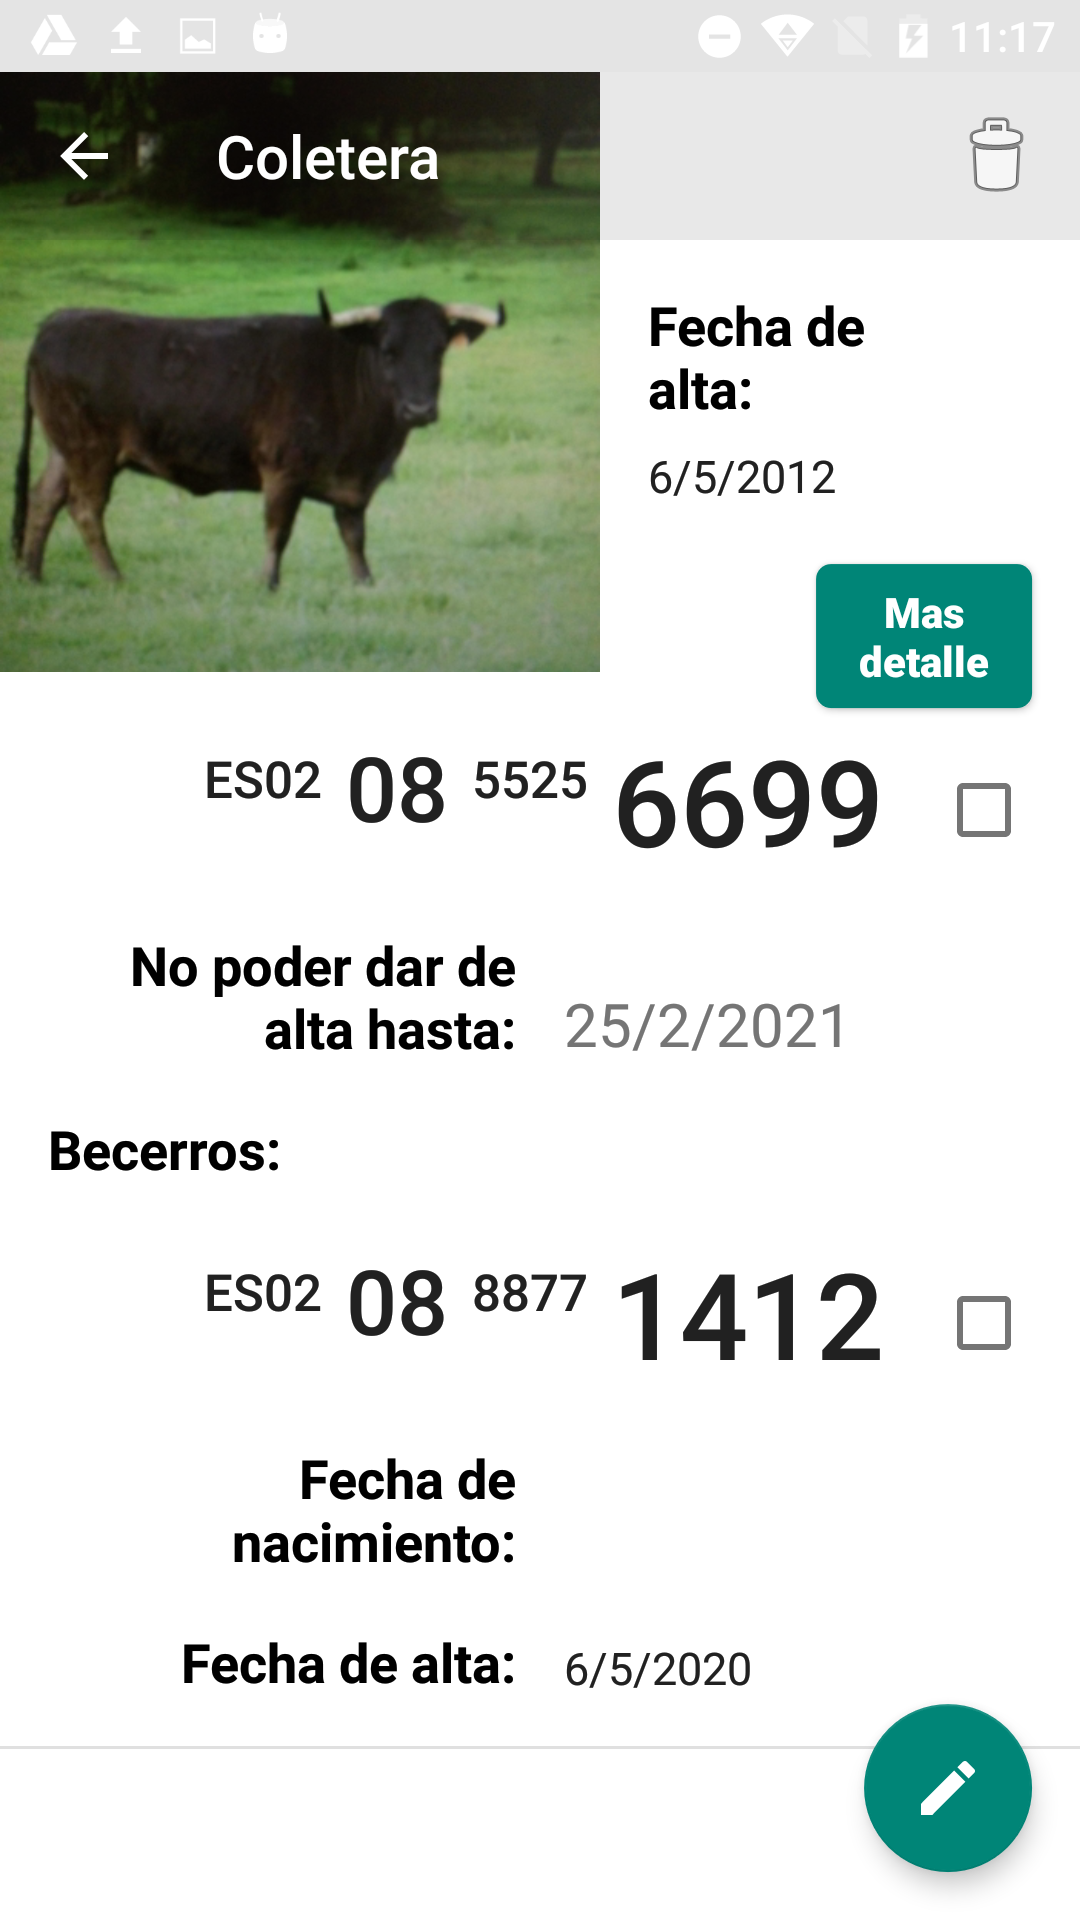 11:17
Coletera
Fecha de
alta:
6/5/2012
Mas
detalle
ES02 08 5525 6699
No poder dar de
alta hasta: 25/2/2021
Becerros:
ES02 08 8877 1412
Fecha de
nacimiento:
Fecha de alta: 6/5/2020